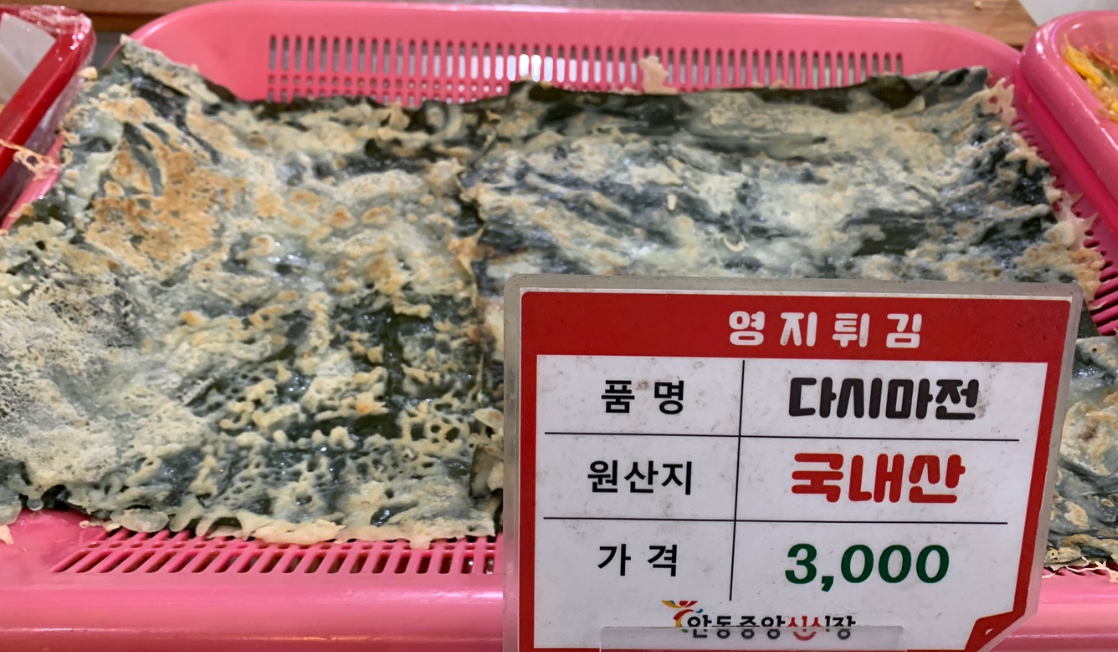 영지튀김
품명 다시마전
원산지 국내산
가격 3,000
안동중앙신시장